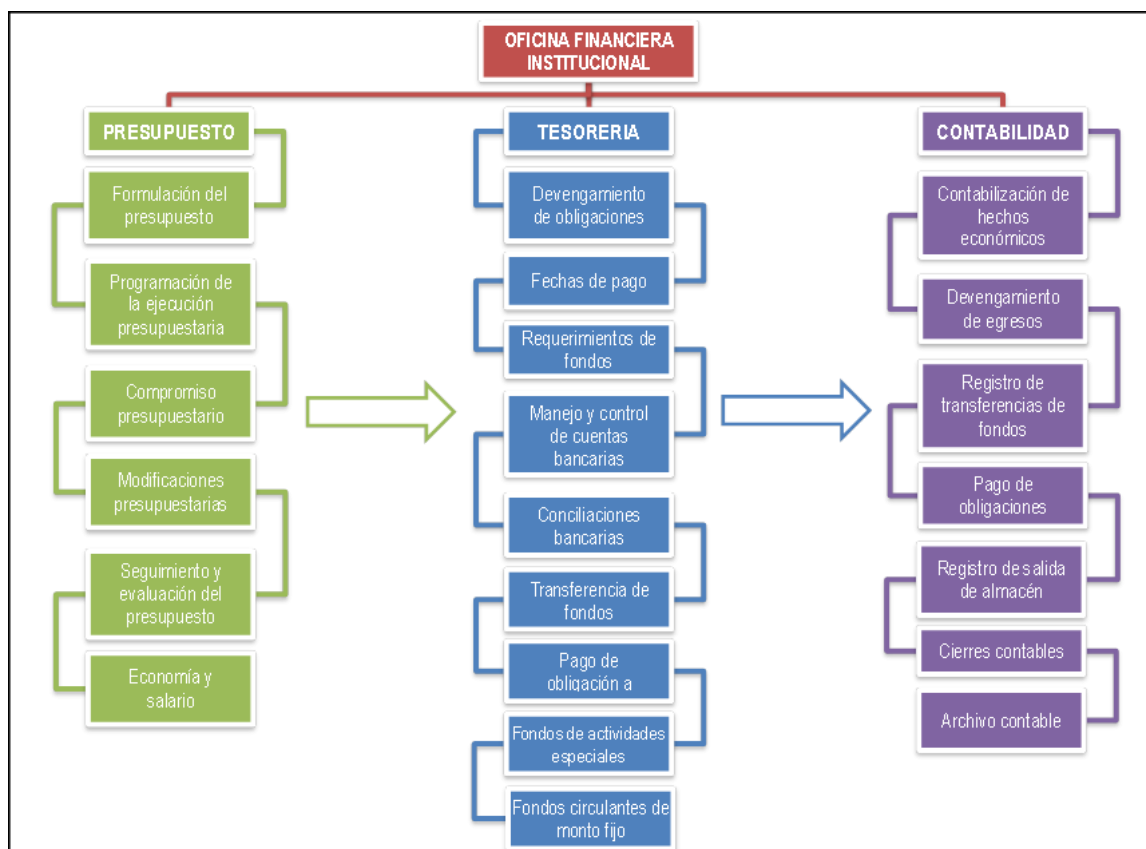 OFICINA FINANCIERA
INSTITUCIONAL
PRESUPUESTO
Formulación del
presupuesto
Programación de
la ejecución
presupuestaria
Compromiso
presupuestario
Modificaciones
presupuestarias
Seguimiento y
evaluación del
presupuesto
Economía y
salario
TESORERIA
Devengamiento
de obligaciones
Fechas de pago
Requerimientos de
fondos
Manejo y control
de cuentas
bancarias
Conciliaciones
bancarias
Transferencia de
fondos
Pago de
obligación a
Fondos de actividades
especiales
Fondos circulantes de
monto fijo
CONTABILIDAD
Contabilización de
hechos
económicos
Devengamiento
de egresos
Registro de
transferencias de
fondos
Pago de
obligaciones
Registro de salida
de almacén
Cierres contables
Archivo contable